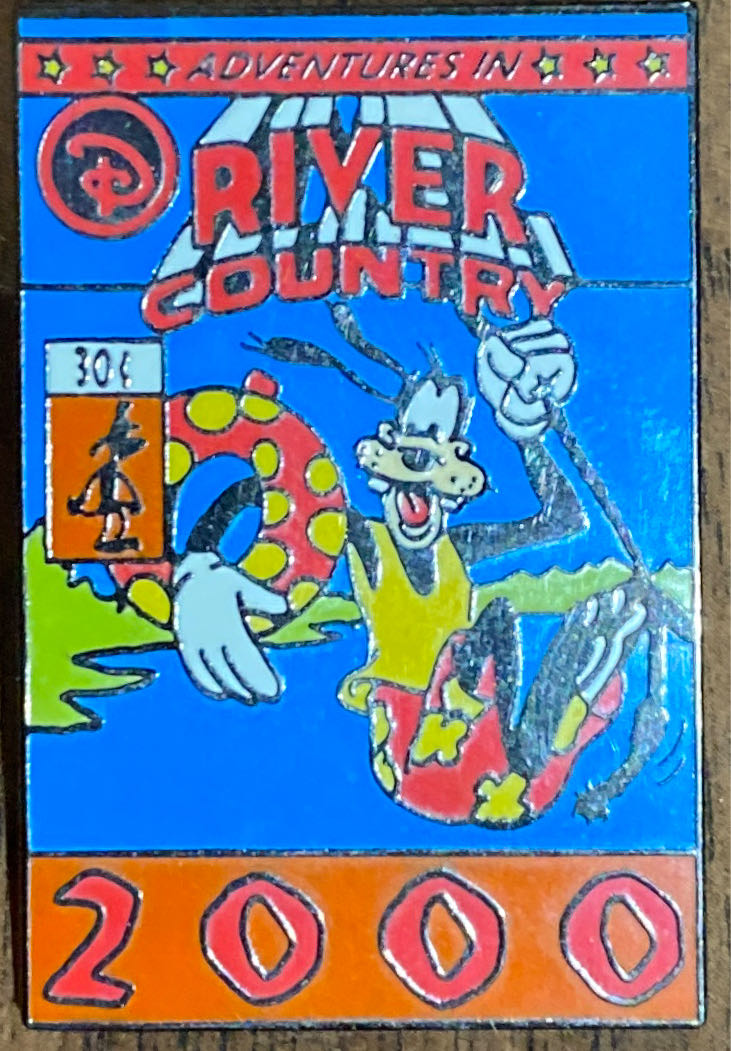 ADVENTURES IN
D
RIVER
COUNTRY
30¢
2000